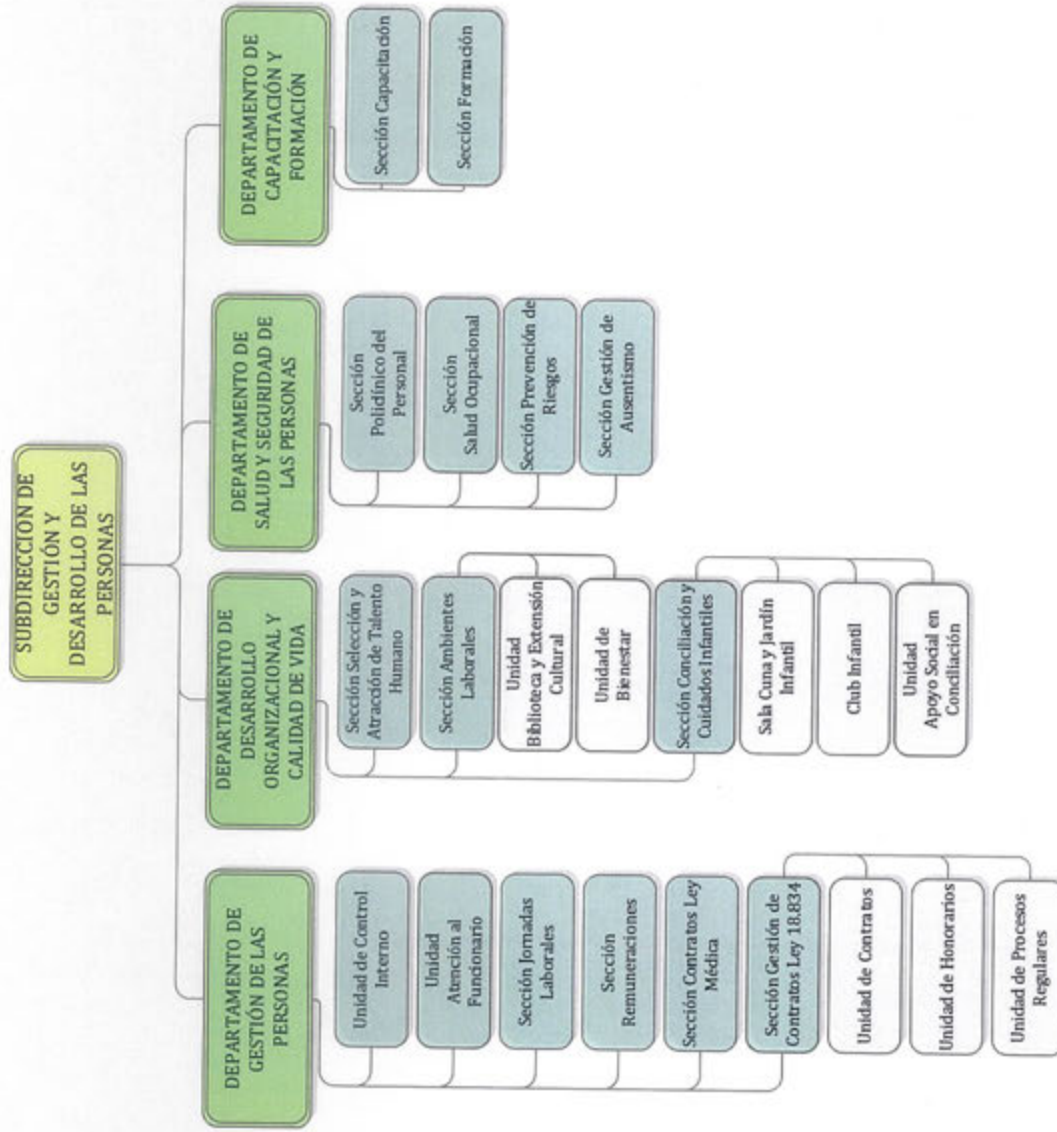 SUBDIRECCION DE
GESTIÓN Y
DESARROLLO DE LAS
PERSONAS
DEPARTAMENTO DE
GESTIÓN DE LAS
PERSONAS
Unidad de Control
Interno
Unidad
Atención al
Funcionario
Sección Jornadas
Laborales
Sección
Remuneraciones
Sección Contratos Ley
Médica
Sección Gestión de
Contratos Ley 18.834
Unidad de Contratos
Unidad de Honorarios
Unidad de Procesos
Regulares
DEPARTAMENTO DE
DESARROLLO
ORGANIZACIONAL Y
CALIDAD DE VIDA
Sección Selección y
Atracción de Talento
Humano
Sección Ambientes
Laborales
Unidad
Biblioteca y Extensión
Cultural
Unidad de
Bienestar
Sección Conciliación y
Cuidados Infantiles
Sala Cuna y Jardín
Infantil
Club Infantil
Unidad
Apoyo Social en
Conciliación
DEPARTAMENTO DE
SALUD Y SEGURIDAD DE
LAS PERSONAS
Sección
Policlínico del
Personal
Sección
Salud Ocupacional
Sección Prevención de
Riesgos
Sección Gestión de
Ausentismo
DEPARTAMENTO DE
CAPACITACIÓN Y
FORMACIÓN
Sección Capacitación
Sección Formación